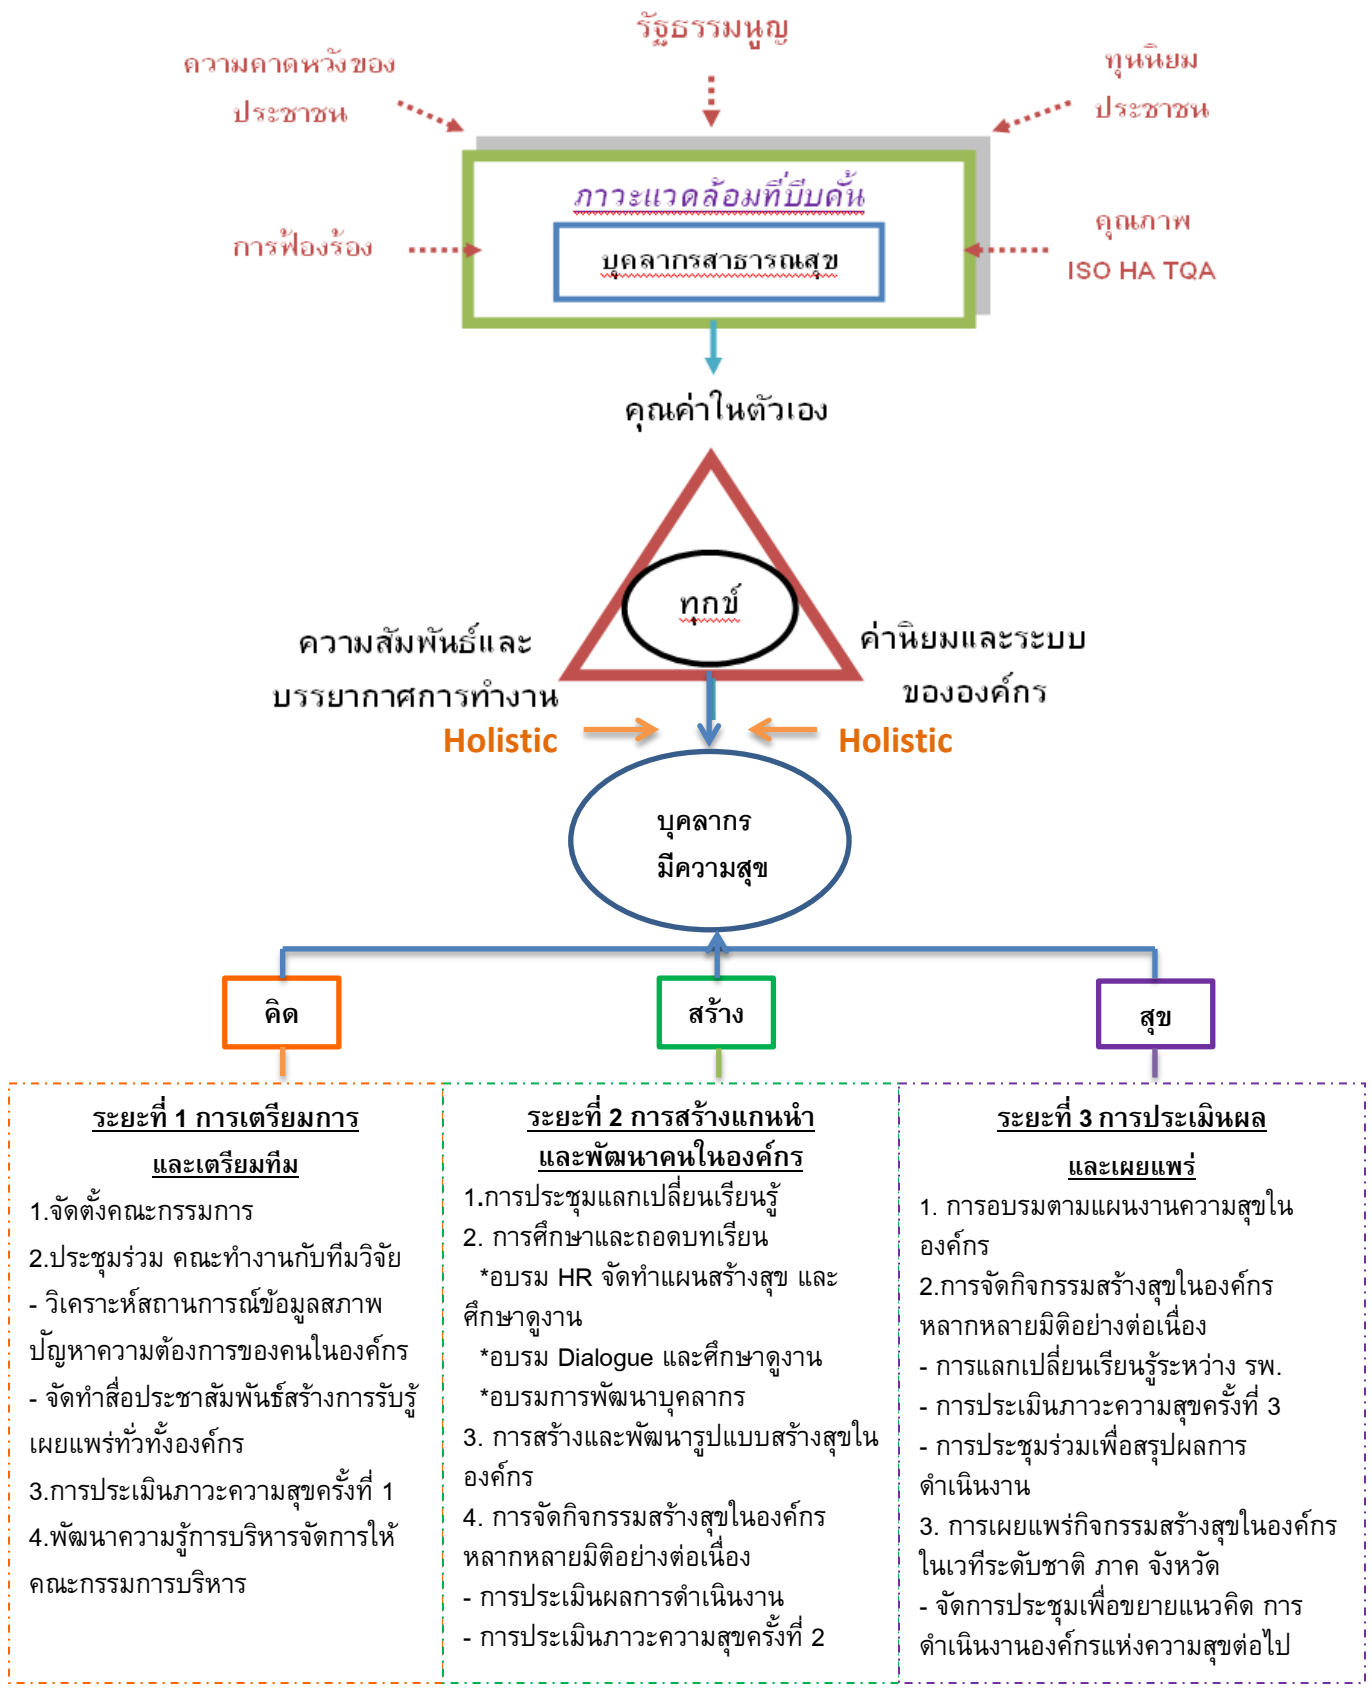 รัฐธรรมนูญ
ความคาดหวังของ
ประชาชน
ทุนนิยม
ประชาชน
ภาวะแวดล้อมที่บีบคั้น
การฟ้องร้อง
บุคลากรสาธารณสุข
คุณภาพ
ISO HA TQA
คุณค่าในตัวเอง
ทุกข์
ความสัมพันธ์และ
บรรยากาศการทำงาน
ค่านิยมและระบบ
ขององค์กร
Holistic
Holistic
บุคลากร
มีความสุข
คิด
สร้าง
สุข
ระยะที่ 1 การเตรียมการ
และเตรียมทีม
1.จัดตั้งคณะกรรมการ
2.ประชุมร่วม คณะทำงานกับทีมวิจัย
- วิเคราะห์สถานการณ์ข้อมูลสภาพ
ปัญหาความต้องการของคนในองค์กร
- จัดทำสื่อประชาสัมพันธ์สร้างการรับรู้
เผยแพร่ทั่วทั้งองค์กร
3.การประเมินภาวะความสุขครั้งที่ 1
4.พัฒนาความรู้การบริหารจัดการให้
คณะกรรมการบริหาร
ระยะที่ 2 การสร้างแกนนำ
และพัฒนาคนในองค์กร
1.การประชุมแลกเปลี่ยนเรียนรู้
2. การศึกษาและถอดบทเรียน
*อบรม HR จัดทำแผนสร้างสุข และ
ศึกษาดูงาน
*อบรม Dialogue และศึกษาดูงาน
*อบรมการพัฒนาบุคลากร
3. การสร้างและพัฒนารูปแบบสร้างสุขใน
องค์กร
4. การจัดกิจกรรมสร้างสุขในองค์กร
หลากหลายมิติอย่างต่อเนื่อง
- การประเมินผลการดำเนินงาน
- การประเมินภาวะความสุขครั้งที่ 2
ระยะที่ 3 การประเมินผล
และเผยแพร่
1. การอบรมตามแผนงานความสุขใน
องค์กร
2.การจัดกิจกรรมสร้างสุขในองค์กร
หลากหลายมิติอย่างต่อเนื่อง
- การแลกเปลี่ยนเรียนรู้ระหว่าง รพ.
- การประเมินภาวะความสุขครั้งที่ 3
- การประชุมร่วมเพื่อสรุปผลการ
ดำเนินงาน
3. การเผยแพร่กิจกรรมสร้างสุขในองค์กร
ในเวทีระดับชาติ ภาค จังหวัด
- จัดการประชุมเพื่อขยายแนวคิด การ
ดำเนินงานองค์กรแห่งความสุขต่อไป